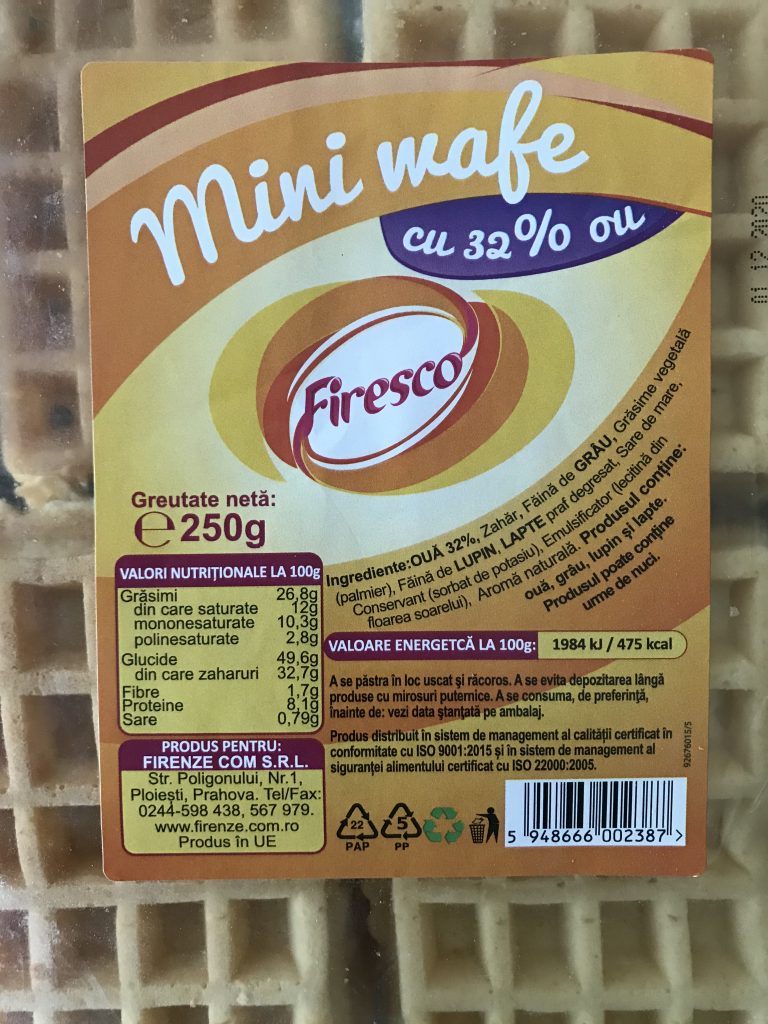 Mini wafe
cu 32% ou
01 12 2020
Firesco
Greutate netă:
℮ 250g
Ingrediente: OUĂ 32%, Zahăr, Făină de GRÂU, Grăsime vegetală
(palmier), Făină de LUPIN, LAPTE praf degresat, Sare de mare,
Conservant (sorbat de potasiu), Emulsificator (lecitină din
floarea soarelui), Aromă naturală. Produsul conține:
ouă, grâu, lupin și lapte.
Produsul poate conține
urme de nuci.
VALORI NUTRIȚIONALE LA 100g
Grăsimi 26,8g
din care saturate 12g
mononesaturate 10,3g
polinesaturate 2,8g
Glucide 49,6g
din care zaharuri 32,7g
Fibre 1,7g
Proteine 8,1g
Sare 0,79g
VALOARE ENERGETCĂ LA 100g: 1984 kJ / 475 kcal
A se păstra în loc uscat și răcoros. A se evita depozitarea lângă
produse cu mirosuri puternice. A se consuma, de preferință,
înainte de: vezi data ștanțată pe ambalaj.
Produs distribuit în sistem de management al calității certificat în
conformitate cu ISO 9001:2015 și în sistem de management al
siguranței alimentului certificat cu ISO 22000:2005.
92676015/5
PRODUS PENTRU:
FIRENZE COM S.R.L.
Str. Poligonului, Nr.1,
Ploiești, Prahova. Tel/Fax:
0244-598 438, 567 979.
www.firenze.com.ro
Produs în UE
22 5
PAP PP
5 948666 002387 >